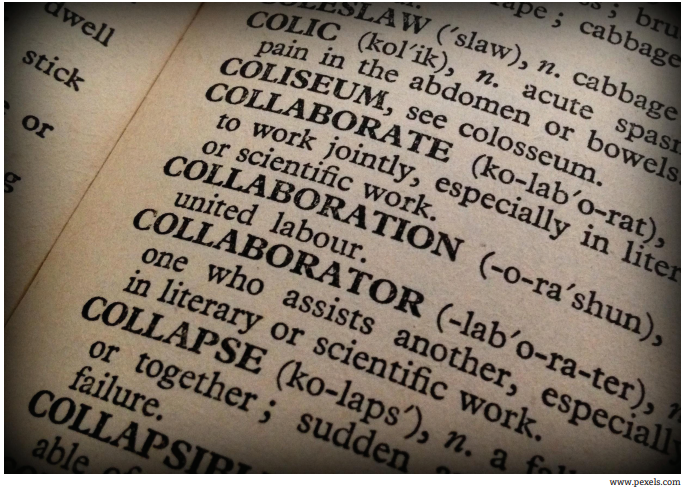 dwell
stick
or
COLESLAW ('slaw), n. cabbage
COLIC (kol'ik), n. acute spasm
pain in the abdomen or bowels.
COLISEUM, see colosseum.
COLLABORATE (ko-lab'o-rat),
to work jointly, especially in liter
or scientific work.
COLLABORATION (-o-ra'shun),
united labour.
COLLABORATOR (-lab'o-ra-ter), n
one who assists another, especially
in literary or scientific work.
COLLAPSE (ko-laps'), n. a
or together; sudden
failure.
COLLAPSIBLE
able
www.pexels.com